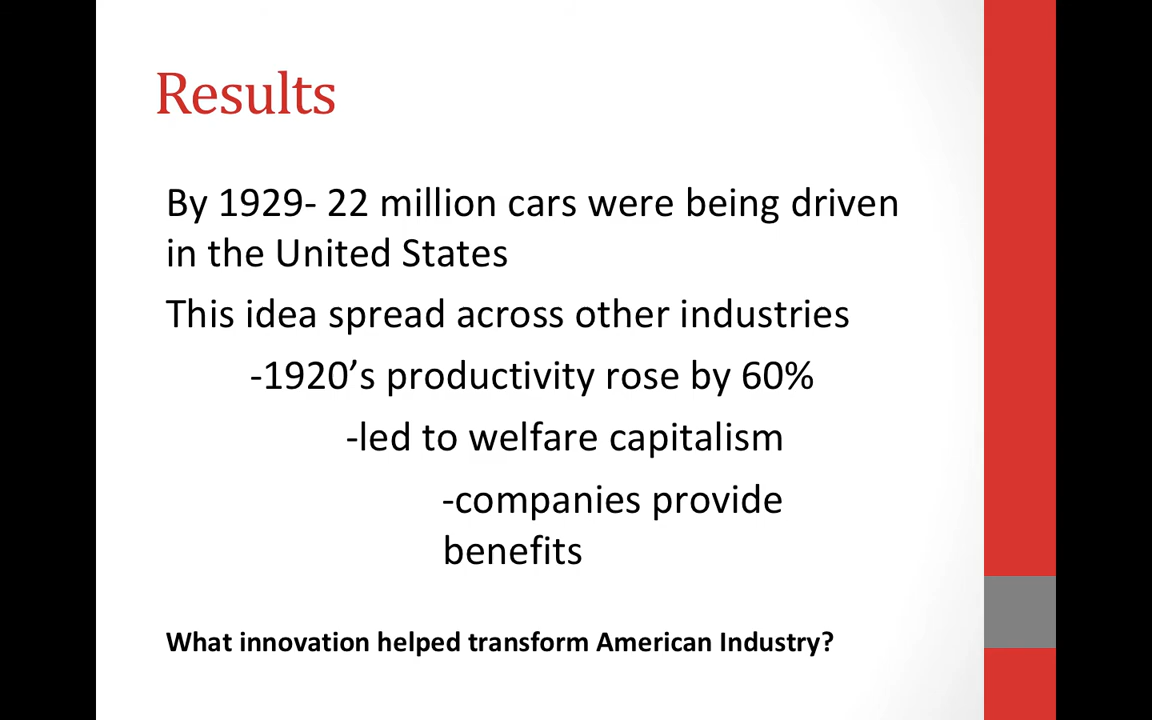 Results
By 1929- 22 million cars were being driven
in the United States
This idea spread across other industries
-1920’s productivity rose by 60%
-led to welfare capitalism
-companies provide
benefits
What innovation helped transform American Industry?